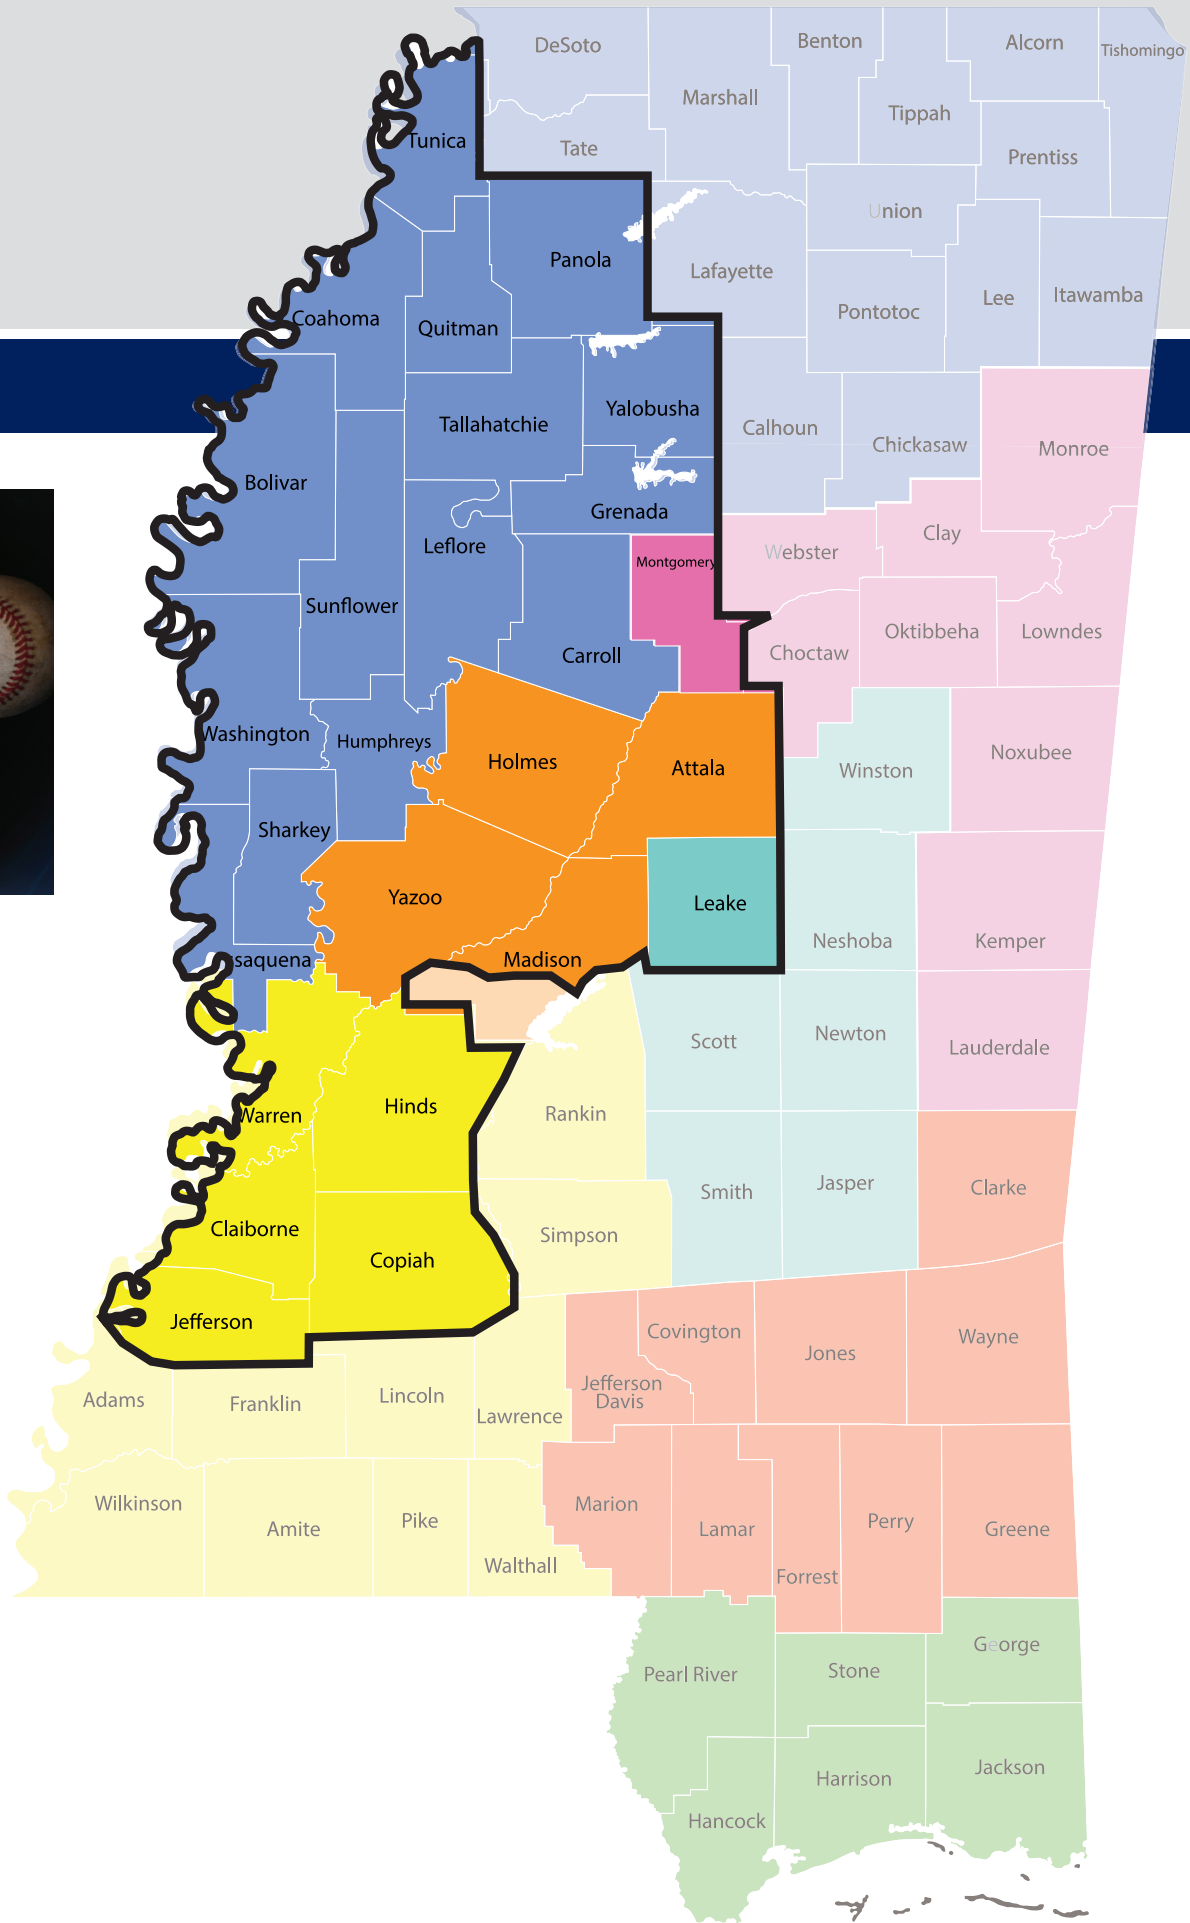 DeSoto
Benton
Alcorn
Tishomingo
Marshall
Tippah
Tunica
Tate
Prentiss
Union
Panola
Lafayette
Lee
Itawamba
Pontotoc
Coahoma
Quitman
Yalobusha
Tallahatchie
Calhoun
Chickasaw
Monroe
Bolivar
Grenada
Clay
Leflore
Webster
Montgomery
Sunflower
Oktibbeha
Lowndes
Carroll
Choctaw
Washington
Humphreys
Noxubee
Holmes
Attala
Winston
Sharkey
Yazoo
Leake
Neshoba
Kemper
ssaquena
Madison
Scott
Newton
Lauderdale
Hinds
Rankin
Warren
Smith
Jasper
Clarke
Claiborne
Simpson
Copiah
Jefferson
Covington
Wayne
Jones
Jefferson
Davis
Adams
Franklin
Lincoln
Lawrence
Wilkinson
Marion
Amite
Pike
Lamar
Perry
Greene
Walthall
Forrest
George
Pearl River
Stone
Jackson
Harrison
Hancock